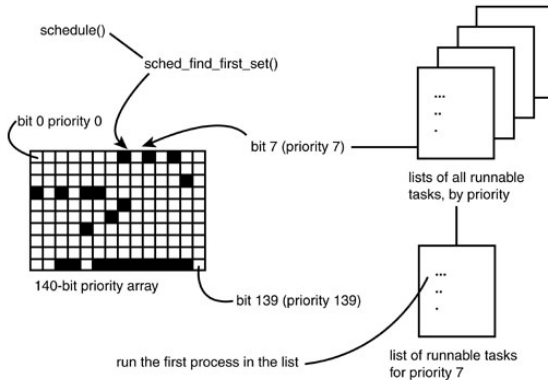 schedule()
sched_find_first_set()
bit 0 priority 0
bit 7 (priority 7)
lists of all runnable
tasks, by priority
140-bit priority array
bit 139 (priority 139)
run the first process in the list
list of runnable tasks
for priority 7